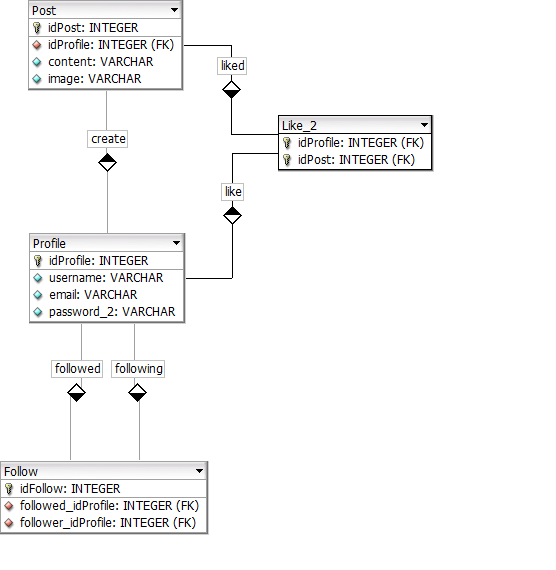 Post
idPost: INTEGER
idProfile: INTEGER (FK)
content: VARCHAR
image: VARCHAR
liked
Like_2
idProfile: INTEGER (FK)
idPost: INTEGER (FK)
create
like
Profile
idProfile: INTEGER
username: VARCHAR
email: VARCHAR
password_2: VARCHAR
followed
following
Follow
idFollow: INTEGER
followed_idProfile: INTEGER (FK)
follower_idProfile: INTEGER (FK)